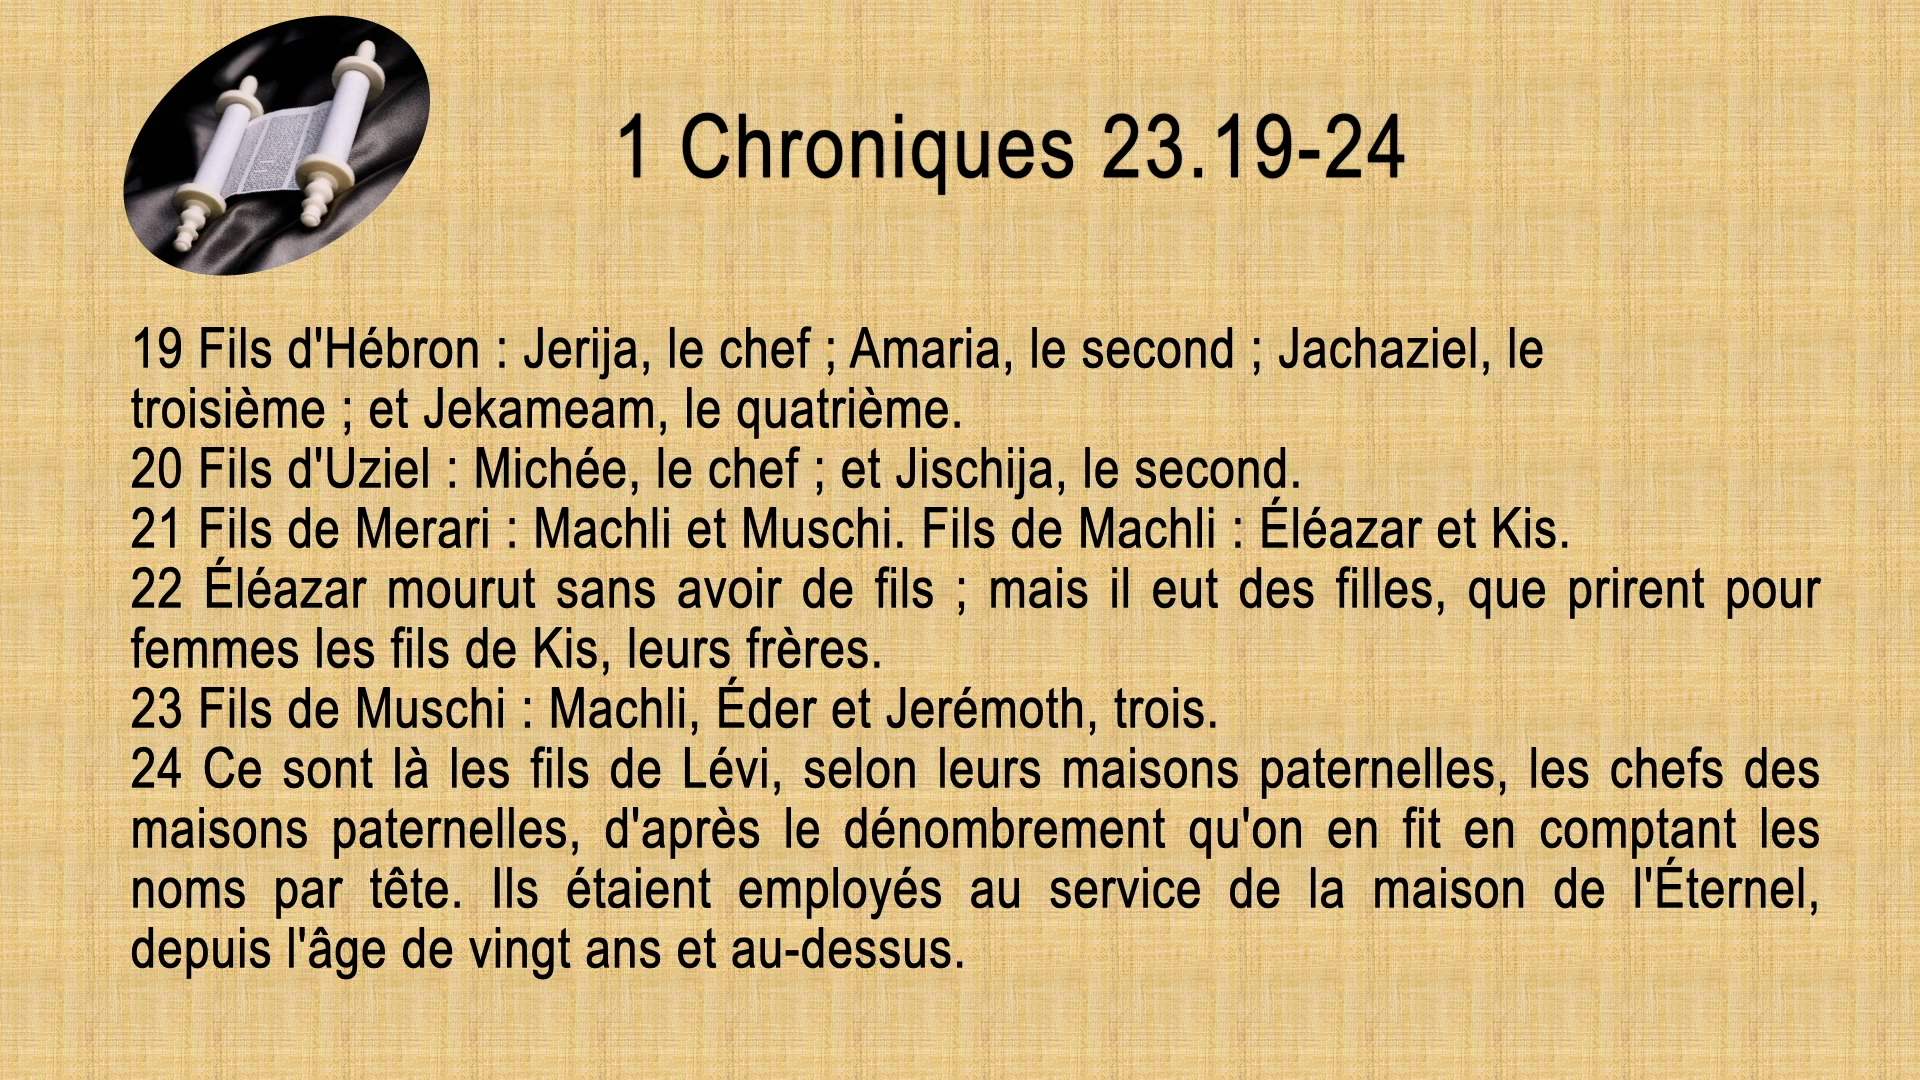 1 Chroniques 23.19-24
19 Fils d'Hébron : Jerija, le chef ; Amaria, le second ; Jachaziel, le
troisième ; et Jekameam, le quatrième.
20 Fils d'Uziel : Michée, le chef ; et Jischija, le second.
21 Fils de Merari : Machli et Muschi. Fils de Machli : Éléazar et Kis.
22 Éléazar mourut sans avoir de fils ; mais il eut des filles, que prirent pour
femmes les fils de Kis, leurs frères.
23 Fils de Muschi : Machli, Éder et Jerémoth, trois.
24 Ce sont là les fils de Lévi, selon leurs maisons paternelles, les chefs des
maisons paternelles, d'après le dénombrement qu'on en fit en comptant les
noms par tête. Ils étaient employés au service de la maison de l'Éternel,
depuis l'âge de vingt ans et au-dessus.